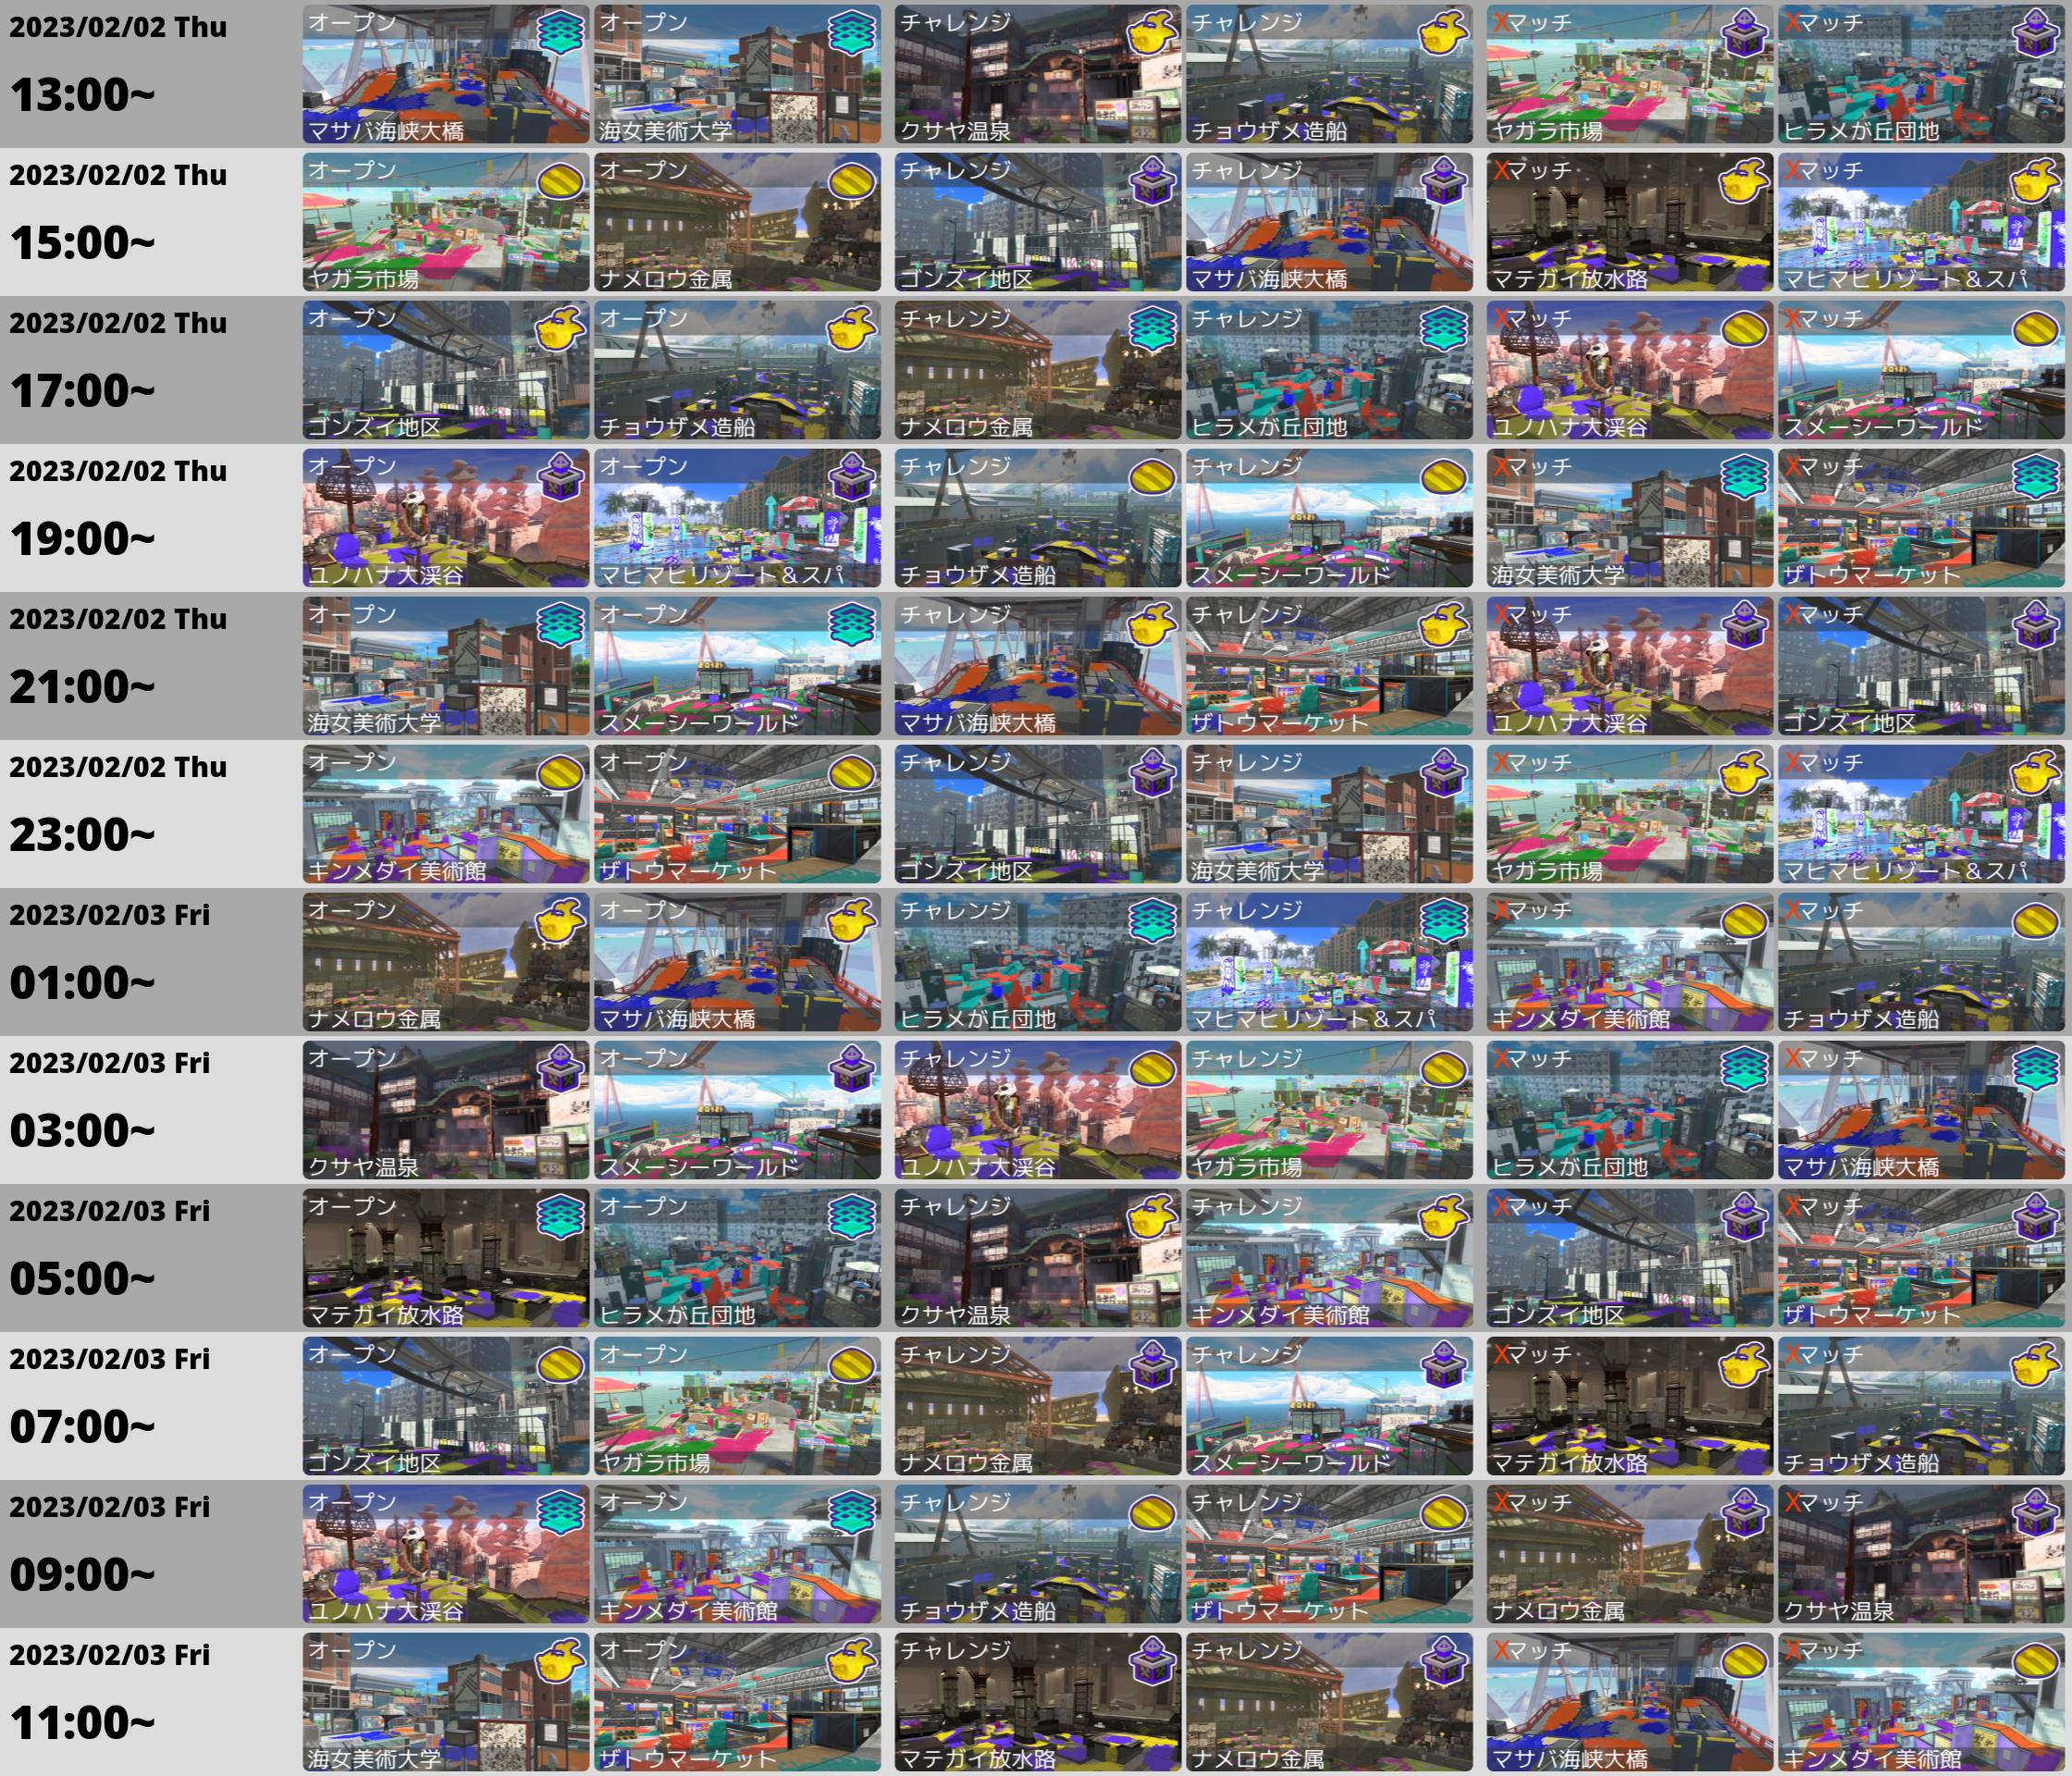 2023/02/02 Thu
13:00~
オープン オープン チャレンジ チャレンジ Xマッチ Xマッチ
マサバ海峡大橋 海女美術大学 クサヤ温泉 チョウザメ造船 ヤガラ市場 ヒラメが丘団地
2023/02/02 Thu
15:00~
オープン オープン チャレンジ チャレンジ Xマッチ Xマッチ
ヤガラ市場 ナメロウ金属 ゴンズイ地区 マサバ海峡大橋 マテガイ放水路 マヒマヒリゾート＆スパ
2023/02/02 Thu
17:00~
オープン オープン チャレンジ チャレンジ Xマッチ Xマッチ
ゴンズイ地区 チョウザメ造船 ナメロウ金属 ヒラメが丘団地 ユノハナ大渓谷 スメーシーワールド
2023/02/02 Thu
19:00~
オープン オープン チャレンジ チャレンジ Xマッチ Xマッチ
ユノハナ大渓谷 マヒマヒリゾート＆スパ チョウザメ造船 スメーシーワールド 海女美術大学 ザトウマーケット
2023/02/02 Thu
21:00~
オープン オープン チャレンジ チャレンジ Xマッチ Xマッチ
海女美術大学 スメーシーワールド マサバ海峡大橋 ザトウマーケット ユノハナ大渓谷 ゴンズイ地区
2023/02/02 Thu
23:00~
オープン オープン チャレンジ チャレンジ Xマッチ Xマッチ
キンメダイ美術館 ザトウマーケット ゴンズイ地区 海女美術大学 ヤガラ市場 マヒマヒリゾート＆スパ
2023/02/03 Fri
01:00~
オープン オープン チャレンジ チャレンジ Xマッチ Xマッチ
ナメロウ金属 マサバ海峡大橋 ヒラメが丘団地 マヒマヒリゾート＆スパ キンメダイ美術館 チョウザメ造船
2023/02/03 Fri
03:00~
オープン オープン チャレンジ チャレンジ Xマッチ Xマッチ
クサヤ温泉 スメーシーワールド ユノハナ大渓谷 ヤガラ市場 ヒラメが丘団地 マサバ海峡大橋
2023/02/03 Fri
05:00~
オープン オープン チャレンジ チャレンジ Xマッチ Xマッチ
マテガイ放水路 ヒラメが丘団地 クサヤ温泉 キンメダイ美術館 ゴンズイ地区 ザトウマーケット
2023/02/03 Fri
07:00~
オープン オープン チャレンジ チャレンジ Xマッチ Xマッチ
ゴンズイ地区 ヤガラ市場 ナメロウ金属 スメーシーワールド マテガイ放水路 チョウザメ造船
2023/02/03 Fri
09:00~
オープン オープン チャレンジ チャレンジ Xマッチ Xマッチ
ユノハナ大渓谷 キンメダイ美術館 チョウザメ造船 ザトウマーケット ナメロウ金属 クサヤ温泉
2023/02/03 Fri
11:00~
オープン オープン チャレンジ チャレンジ Xマッチ Xマッチ
海女美術大学 ザトウマーケット マテガイ放水路 ナメロウ金属 マサバ海峡大橋 キンメダイ美術館